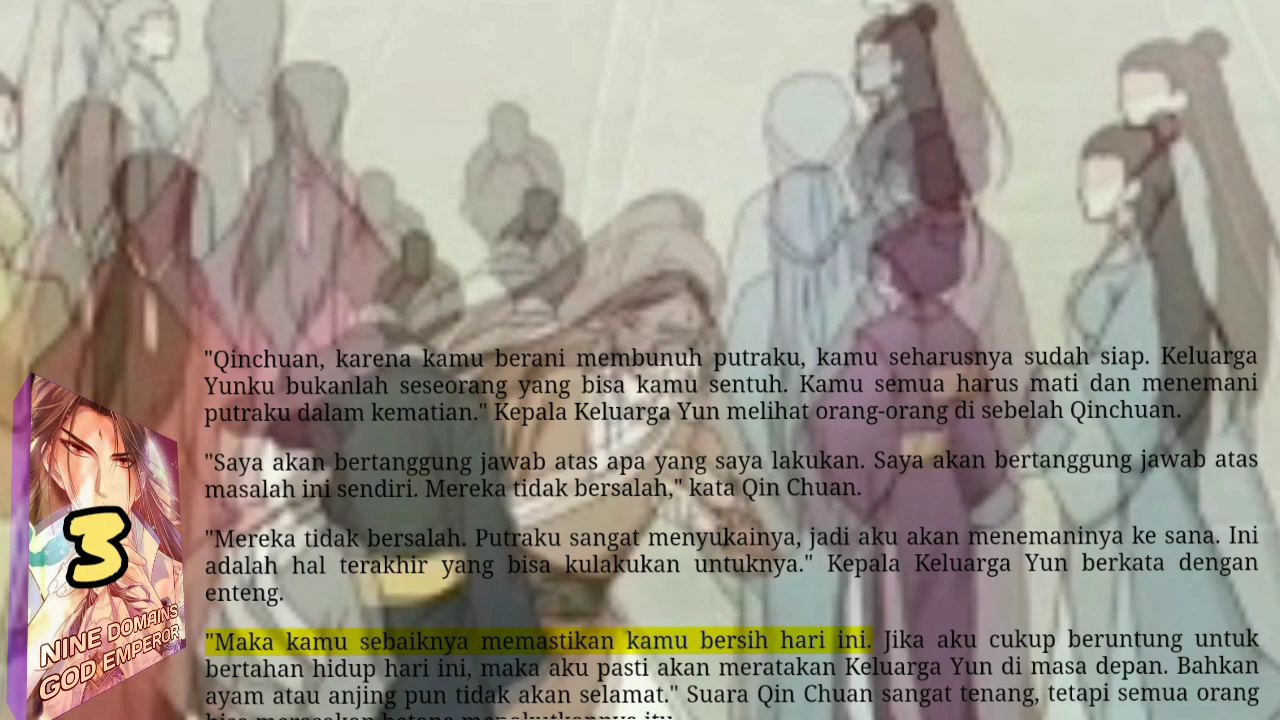 "Qinchuan, karena kamu berani membunuh putraku, kamu seharusnya sudah siap. Keluarga
Yunku bukanlah seseorang yang bisa kamu sentuh. Kamu semua harus mati dan menemani
putraku dalam kematian." Kepala Keluarga Yun melihat orang-orang di sebelah Qinchuan.
"Saya akan bertanggung jawab atas apa yang saya lakukan. Saya akan bertanggung jawab atas
masalah ini sendiri. Mereka tidak bersalah," kata Qin Chuan.
"Mereka tidak bersalah. Putraku sangat menyukainya, jadi aku akan menemaninya ke sana. Ini
adalah hal terakhir yang bisa kulakukan untuknya." Kepala Keluarga Yun berkata dengan
enteng.
"Maka kamu sebaiknya memastikan kamu bersih hari ini. Jika aku cukup beruntung untuk
bertahan hidup hari ini, maka aku pasti akan meratakan Keluarga Yun di masa depan. Bahkan
ayam atau anjing pun tidak akan selamat." Suara Qin Chuan sangat tenang, tetapi semua orang
3
NINE DOMAINS
GOD EMPEROR